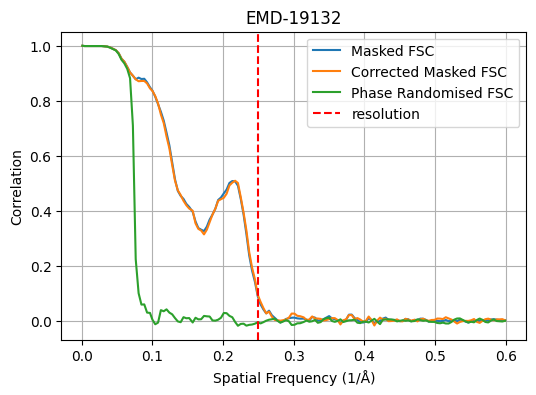 EMD-19132
Masked FSC
Corrected Masked FSC
Phase Randomised FSC
resolution
Correlation
1.0
0.8
0.6
0.4
0.2
0.0
0.0 0.1 0.2 0.3 0.4 0.5 0.6
Spatial Frequency (1/Å)